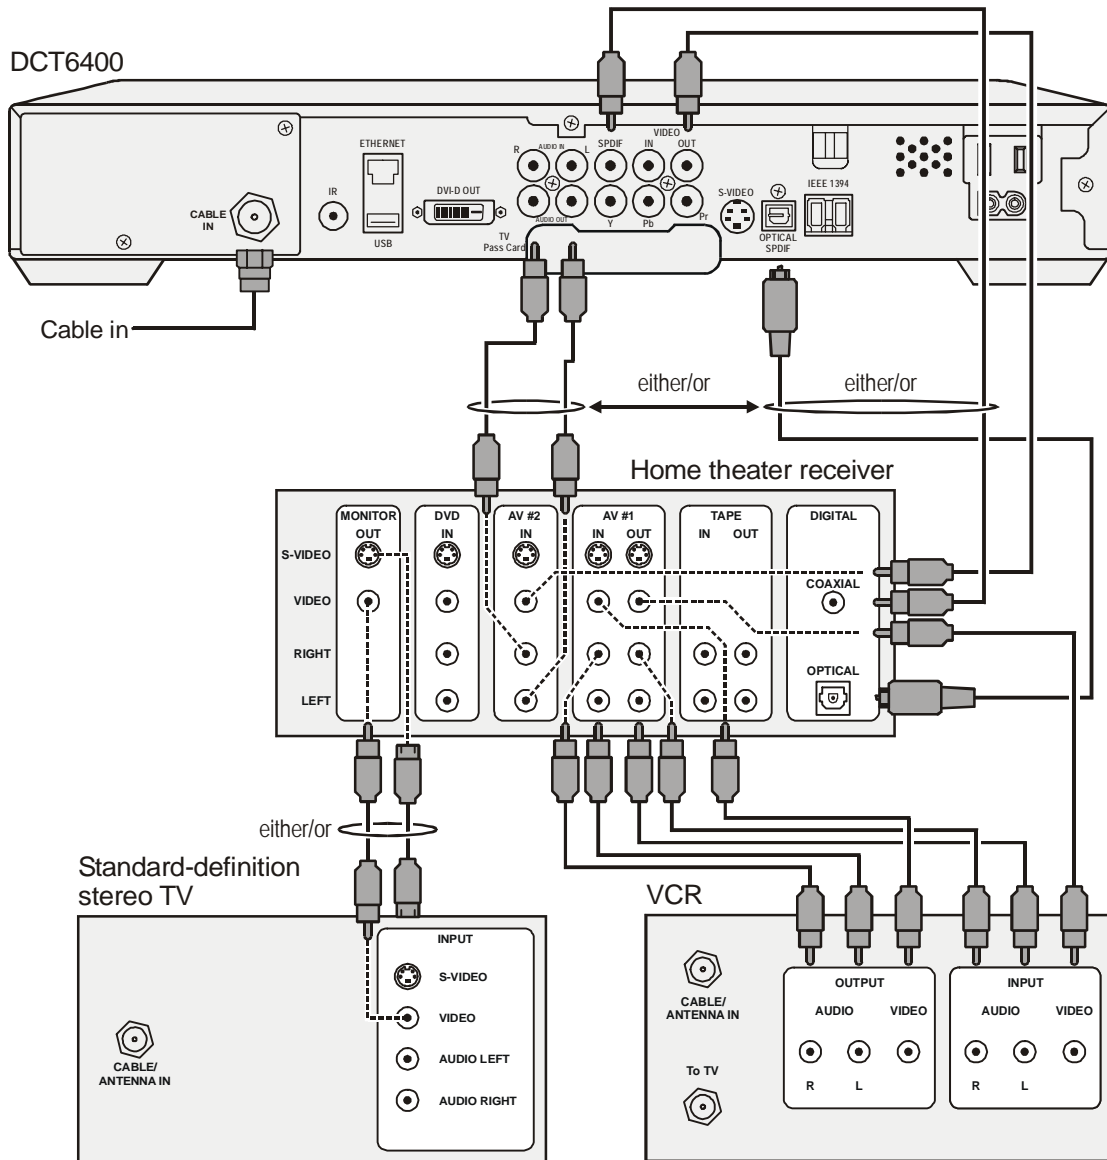 DCT6400
ETHERNET
R
AUDIO IN
L
SPDIF
VIDEO
IN
OUT
IR
CABLE
IN
DVI-D OUT
S-VIDEO
IEEE 1394
USB
TV
Pass Card
AUDIO OUT
Y
Pb
Pr
OPTICAL
SPDIF
Cable in
either/or
either/or
Home theater receiver
MONITOR
OUT
DVD
IN
AV #2
IN
AV #1
IN
OUT
TAPE
IN
OUT
DIGITAL
S-VIDEO
COAXIAL
VIDEO
RIGHT
OPTICAL
LEFT
either/or
Standard-definition
stereo TV
INPUT
S-VIDEO
VIDEO
AUDIO LEFT
AUDIO RIGHT
CABLE/
ANTENNA IN
VCR
CABLE/
ANTENNA IN
To TV
OUTPUT
AUDIO
VIDEO
R
L
INPUT
AUDIO
VIDEO
R
L